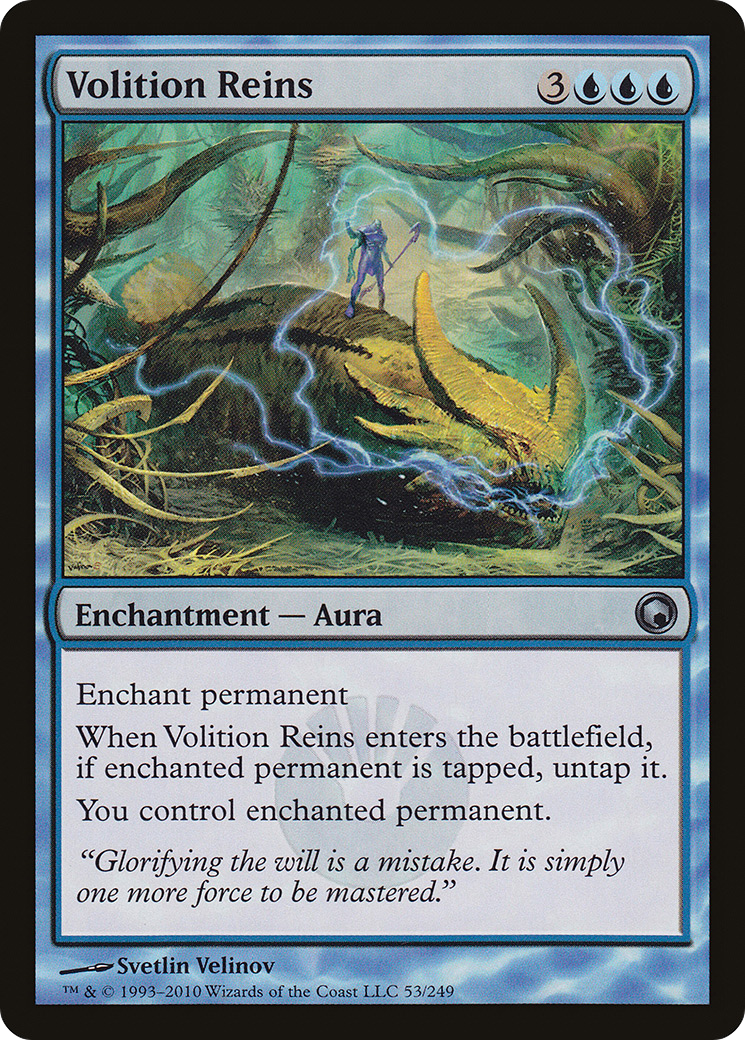 Volition Reins
3
Enchantment — Aura
Enchant permanent
When Volition Reins enters the battlefield,
if enchanted permanent is tapped, untap it.
You control enchanted permanent.
“Glorifying the will is a mistake. It is simply
one more force to be mastered.”
Svetlin Velinov
™ & © 1993–2010 Wizards of the Coast LLC 53/249